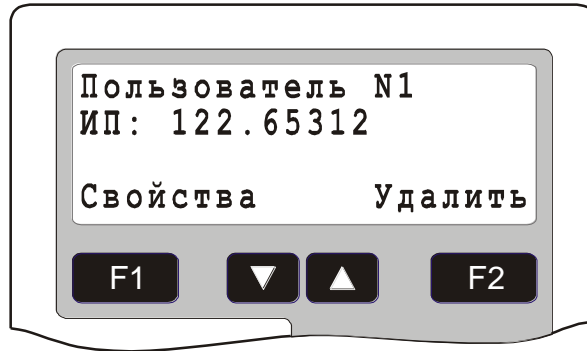 Пользователь N1
ИП: 122.65312
Свойства Удалить
F1 F2